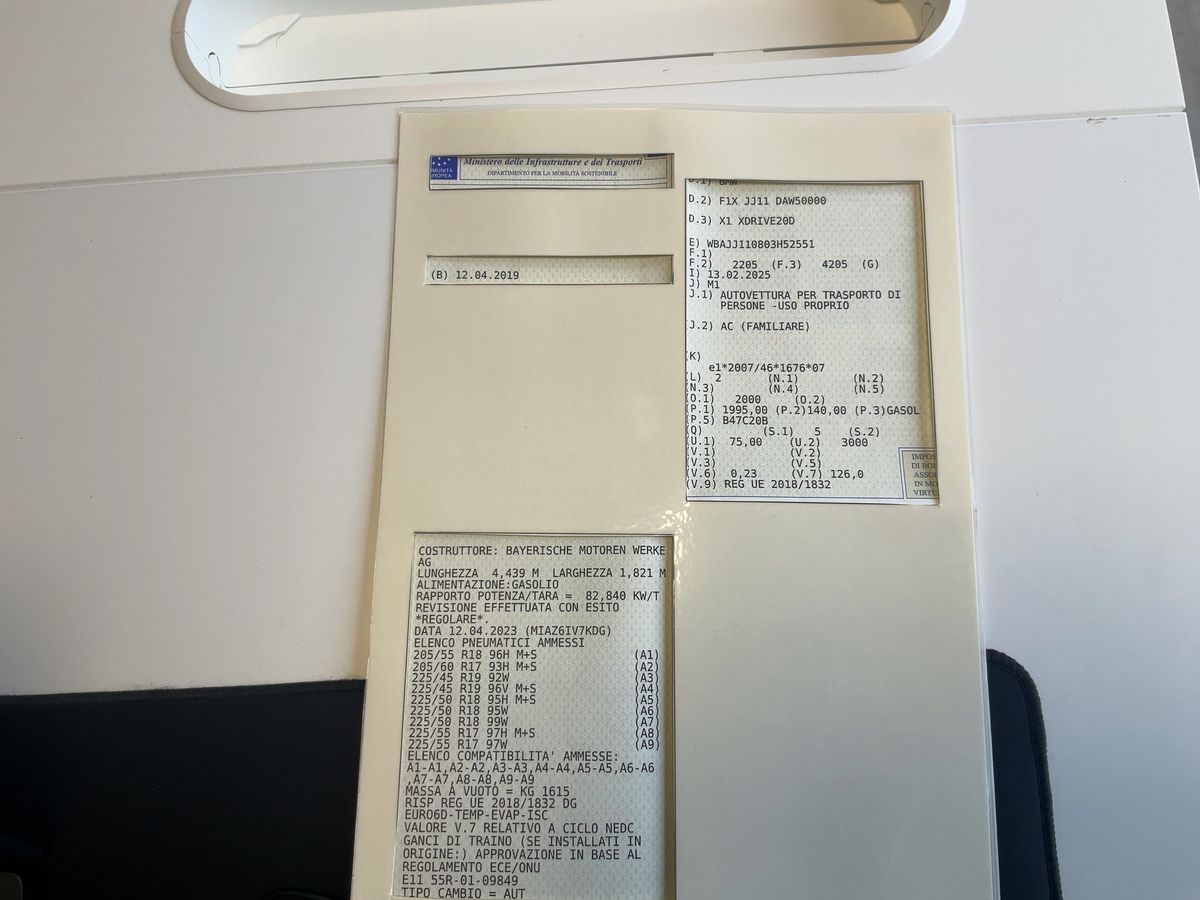 MUNITÀ
ROPEA
Ministero delle Infrastrutture e dei Trasporti
DIPARTIMENTO PER LA MOBILITÀ SOSTENIBILE
(B) 12.04.2019
D.1) BMW
D.2) F1X JJ11 DAW50000
D.3) X1 XDRIVE20D
E) WBAJJ110803H52551
F.1)
F.2) 2205 (F.3) 4205 (G)
I) 13.02.2025
J) M1
J.1) AUTOVETTURA PER TRASPORTO DI
PERSONE -USO PROPRIO
(J.2) AC (FAMILIARE)
(K)
e1*2007/46*1676*07
(L) 2 (N.1) (N.2)
(N.3) (N.4) (N.5)
(O.1) 2000 (O.2)
(P.1) 1995,00 (P.2)140,00 (P.3)GASOL
(P.5) B47C20B
(Q) (S.1) 5 (S.2)
(U.1) 75,00 (U.2) 3000
(V.1) (V.2)
(V.3) (V.5)
(V.6) 0,23 (V.7) 126,0
(V.9) REG UE 2018/1832
IMPOS
DI BOL
ASSO
IN MO
VIRTU
COSTRUTTORE: BAYERISCHE MOTOREN WERKE
AG
LUNGHEZZA 4,439 M LARGHEZZA 1,821 M
ALIMENTAZIONE:GASOLIO
RAPPORTO POTENZA/TARA = 82,840 KW/T
REVISIONE EFFETTUATA CON ESITO
*REGOLARE*.
DATA 12.04.2023 (MIAZ6IV7KDG)
ELENCO PNEUMATICI AMMESSI
205/55 R18 96H M+S (A1)
205/60 R17 93H M+S (A2)
225/45 R19 92W (A3)
225/45 R19 96V M+S (A4)
225/50 R18 95H M+S (A5)
225/50 R18 95W (A6)
225/50 R18 99W (A7)
225/55 R17 97H M+S (A8)
225/55 R17 97W (A9)
ELENCO COMPATIBILITA' AMMESSE:
A1-A1,A2-A2,A3-A3,A4-A4,A5-A5,A6-A6
,A7-A7,A8-A8,A9-A9
MASSA A VUOTO = KG 1615
RISP REG UE 2018/1832 DG
EURO6D-TEMP-EVAP-ISC
VALORE V.7 RELATIVO A CICLO NEDC
GANCI DI TRAINO (SE INSTALLATI IN
ORIGINE:) APPROVAZIONE IN BASE AL
REGOLAMENTO ECE/ONU
E11 55R-01-09849
TIPO CAMBIO = AUT